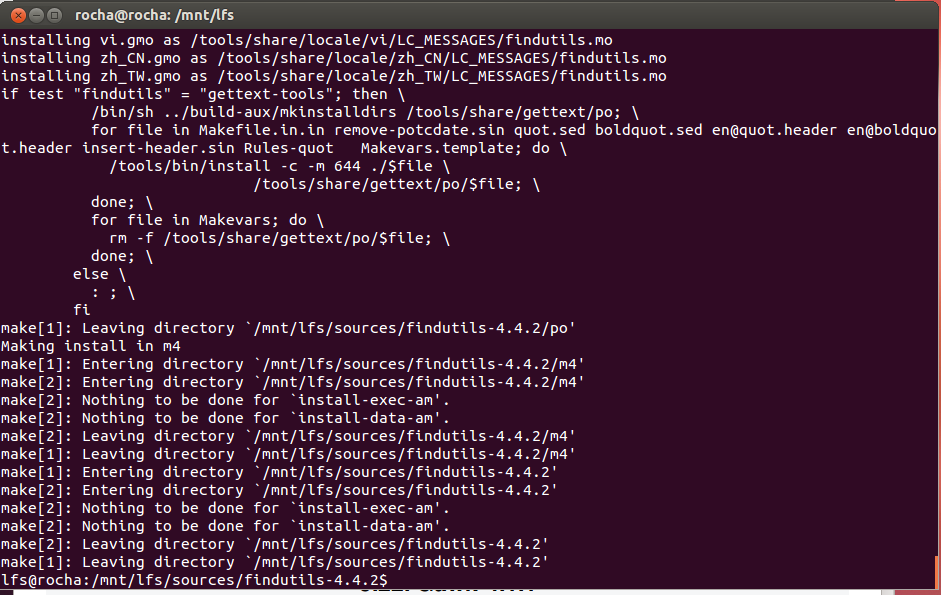 rocha@rocha: /mnt/lfs
installing vi.gmo as /tools/share/locale/vi/LC_MESSAGES/findutils.mo
installing zh_CN.gmo as /tools/share/locale/zh_CN/LC_MESSAGES/findutils.mo
installing zh_TW.gmo as /tools/share/locale/zh_TW/LC_MESSAGES/findutils.mo
if test "findutils" = "gettext-tools"; then \
          /bin/sh ../build-aux/mkinstalldirs /tools/share/gettext/po; \
          for file in Makefile.in.in remove-potcdate.sin quot.sed boldquot.sed en@quot.header en@boldquo
t.header insert-header.sin Rules-quot   Makevars.template; do \
            /tools/bin/install -c -m 644 ./$file \
                            /tools/share/gettext/po/$file; \
          done; \
          for file in Makevars; do \
            rm -f /tools/share/gettext/po/$file; \
          done; \
        else \
          : ; \
        fi
make[1]: Leaving directory `/mnt/lfs/sources/findutils-4.4.2/po'
Making install in m4
make[1]: Entering directory `/mnt/lfs/sources/findutils-4.4.2/m4'
make[2]: Entering directory `/mnt/lfs/sources/findutils-4.4.2/m4'
make[2]: Nothing to be done for `install-exec-am'.
make[2]: Nothing to be done for `install-data-am'.
make[2]: Leaving directory `/mnt/lfs/sources/findutils-4.4.2/m4'
make[1]: Leaving directory `/mnt/lfs/sources/findutils-4.4.2/m4'
make[1]: Entering directory `/mnt/lfs/sources/findutils-4.4.2'
make[2]: Entering directory `/mnt/lfs/sources/findutils-4.4.2'
make[2]: Nothing to be done for `install-exec-am'.
make[2]: Nothing to be done for `install-data-am'.
make[2]: Leaving directory `/mnt/lfs/sources/findutils-4.4.2'
make[1]: Leaving directory `/mnt/lfs/sources/findutils-4.4.2'
lfs@rocha:/mnt/lfs/sources/findutils-4.4.2$